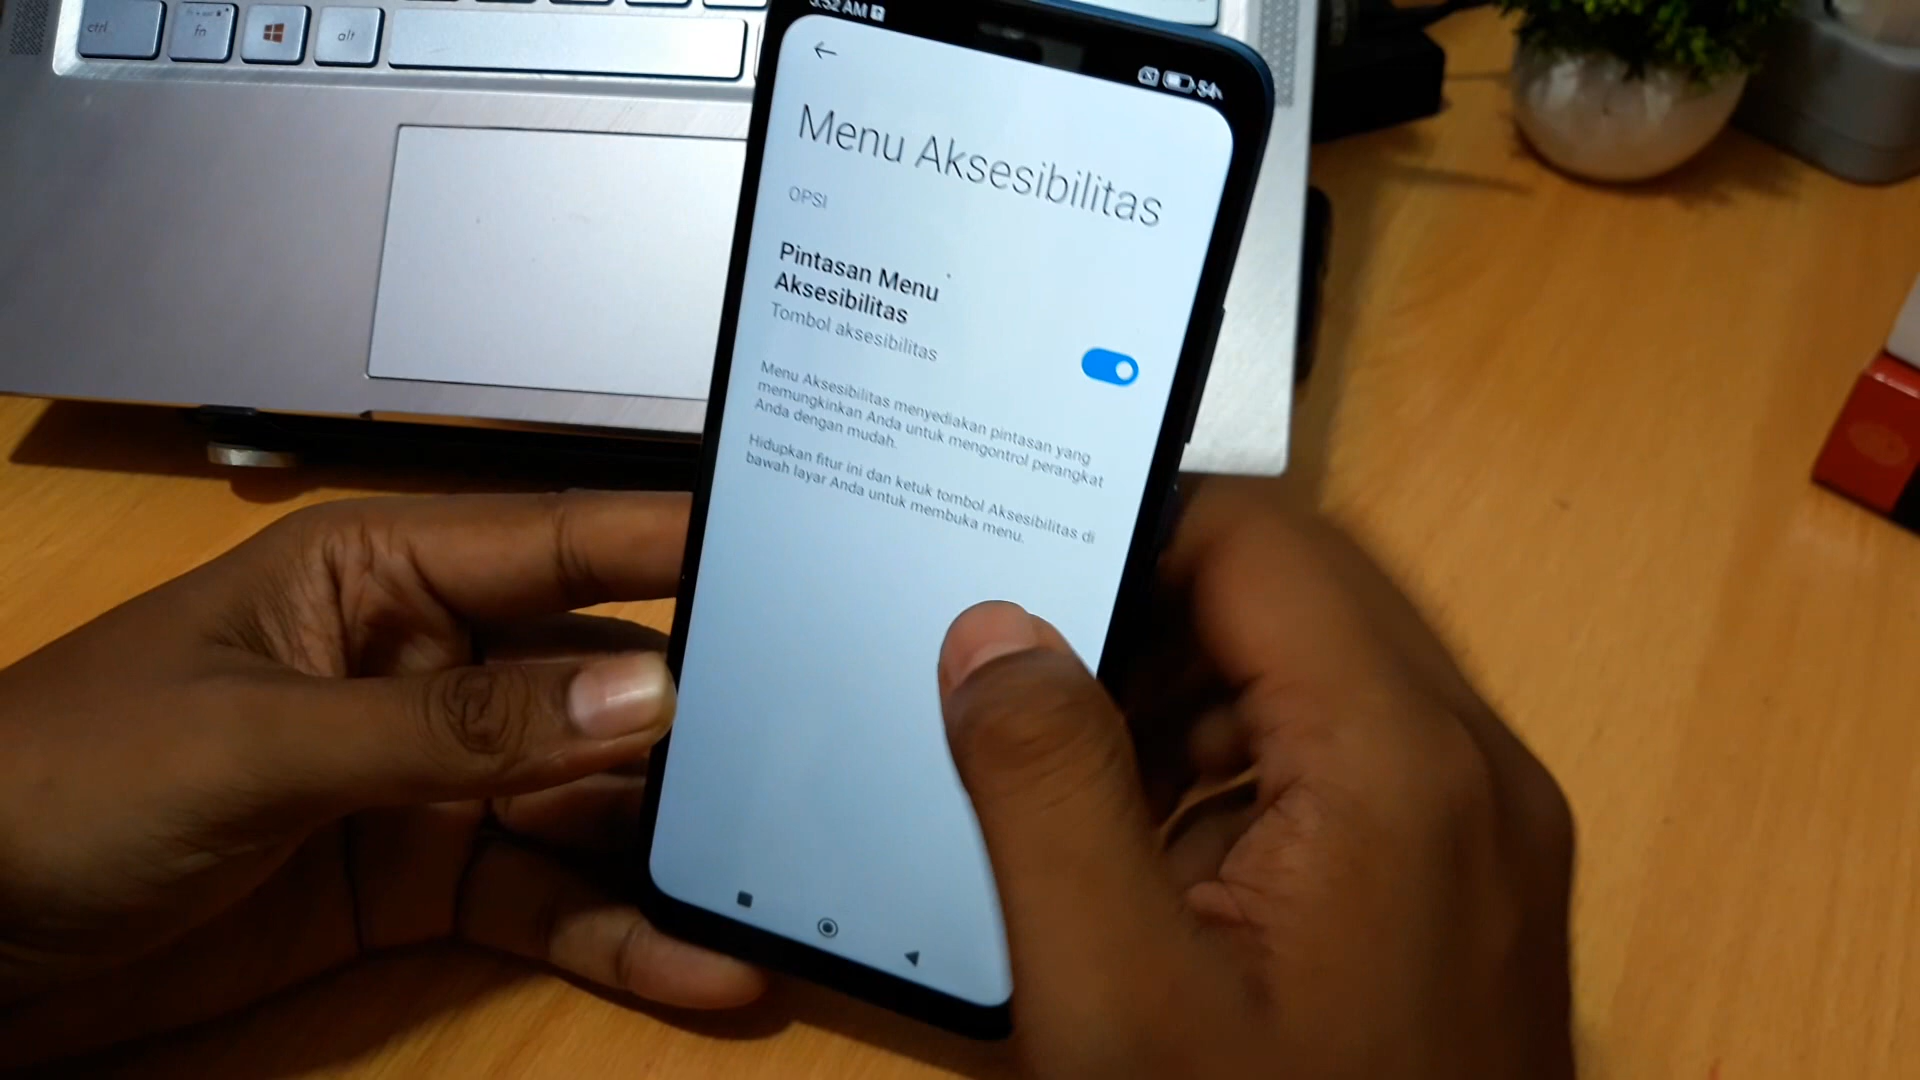 ctrl
fn
alt
AM
54
←
Menu Aksesibilitas
OPSI
Pintasan Menu
Aksesibilitas
Tombol aksesibilitas
Menu Aksesibilitas menyediakan pintasan yang
memungkinkan Anda untuk mengontrol perangkat
Anda dengan mudah.
Hidupkan fitur ini dan ketuk tombol Aksesibilitas di
bawah layar Anda untuk membuka menu.